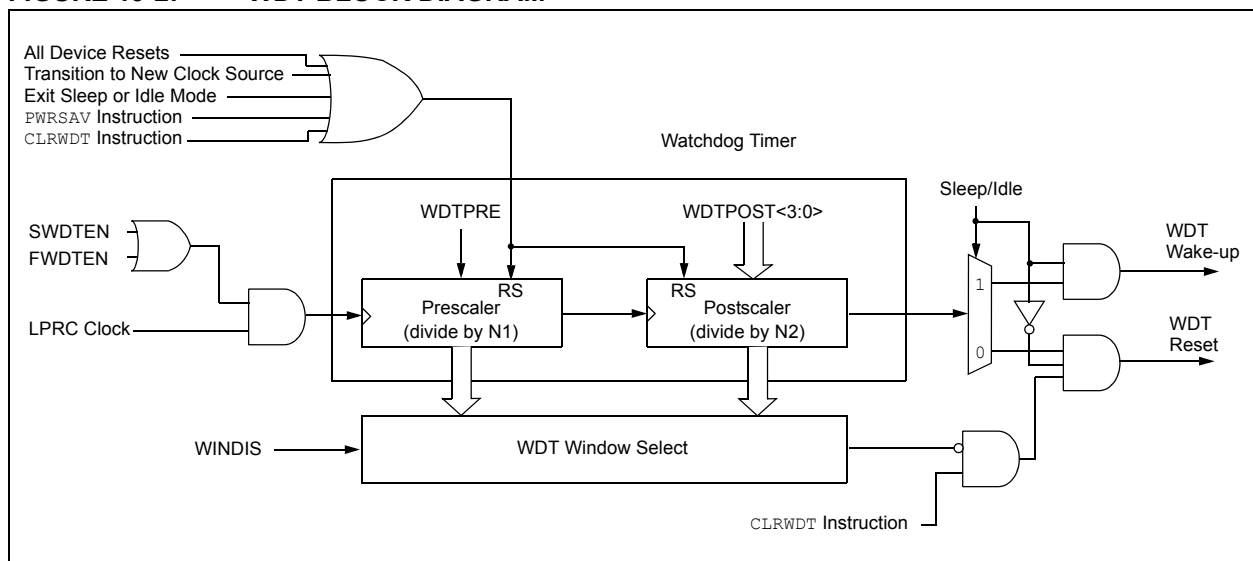 All Device Resets
Transition to New Clock Source
Exit Sleep or Idle Mode
PWRSAV Instruction
CLRWDT Instruction
Watchdog Timer
Sleep/Idle
WDTPRE
WDTPOST<3:0>
SWDTEN
FWDTEN
WDT
Wake-up
RS
RS
1
Prescaler
(divide by N1)
Postscaler
(divide by N2)
LPRC Clock
WDT
Reset
0
WINDIS
WDT Window Select
CLRWDT Instruction